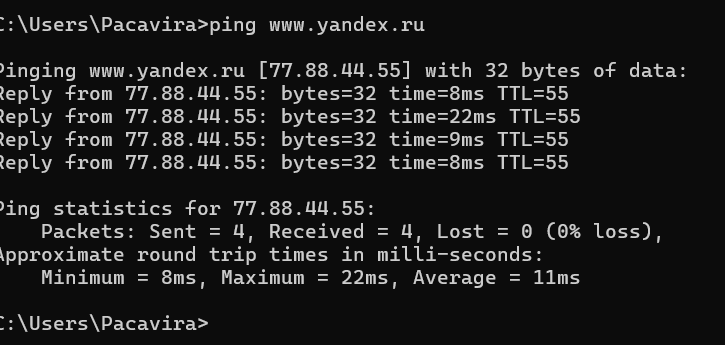 C:\Users\Pacavira>ping www.yandex.ru
Pinging www.yandex.ru [77.88.44.55] with 32 bytes of data:
Reply from 77.88.44.55: bytes=32 time=8ms TTL=55
Reply from 77.88.44.55: bytes=32 time=22ms TTL=55
Reply from 77.88.44.55: bytes=32 time=9ms TTL=55
Reply from 77.88.44.55: bytes=32 time=8ms TTL=55
Ping statistics for 77.88.44.55:
    Packets: Sent = 4, Received = 4, Lost = 0 (0% loss),
Approximate round trip times in milli-seconds:
    Minimum = 8ms, Maximum = 22ms, Average = 11ms
C:\Users\Pacavira>